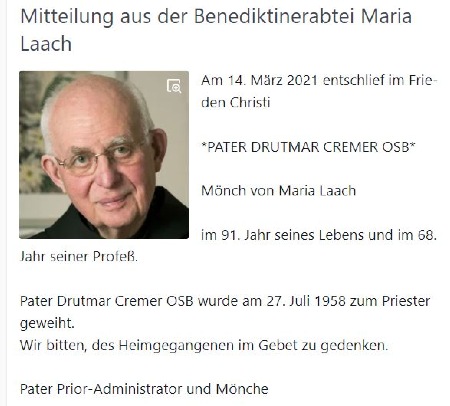 Mitteilung aus der Benediktinerabtei Maria
Laach
Am 14. März 2021 entschlief im Frie-
den Christi
*PATER DRUTMAR CREMER OSB*
Mönch von Maria Laach
im 91. Jahr seines Lebens und im 68.
Jahr seiner Profeß.
Pater Drutmar Cremer OSB wurde am 27. Juli 1958 zum Priester
geweiht.
Wir bitten, des Heimgegangenen im Gebet zu gedenken.
Pater Prior-Administrator und Mönche